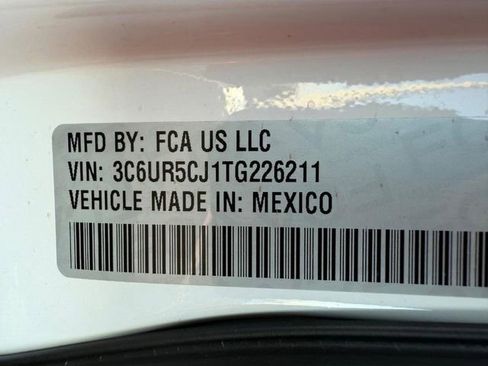 MFD BY: FCA US LLC
VIN: 3C6UR5CJ1TG226211
VEHICLE MADE IN: MEXICO